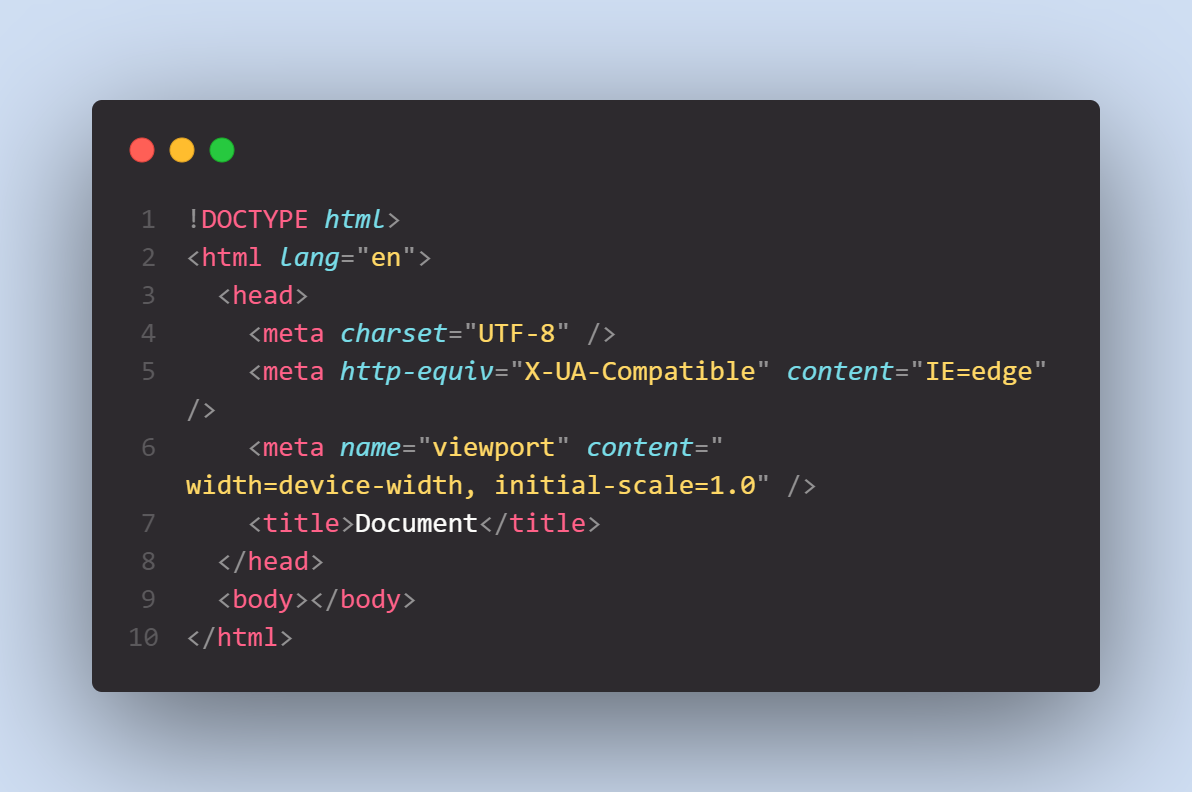 1 !DOCTYPE html>
2 <html lang="en">
3   <head>
4     <meta charset="UTF-8" />
5     <meta http-equiv="X-UA-Compatible" content="IE=edge"
/>
6     <meta name="viewport" content="
width=device-width, initial-scale=1.0" />
7     <title>Document</title>
8   </head>
9   <body></body>
10 </html>